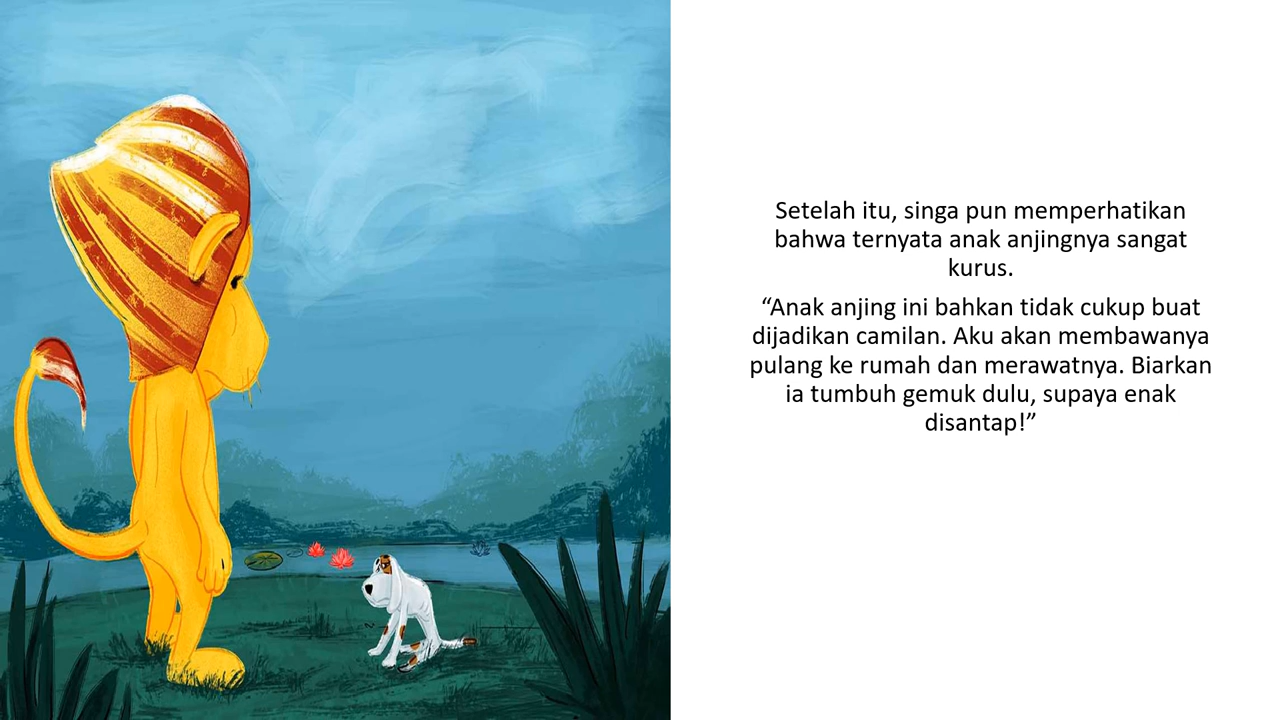 Setelah itu, singa pun memperhatikan
bahwa ternyata anak anjingnya sangat
kurus.
“Anak anjing ini bahkan tidak cukup buat
dijadikan camilan. Aku akan membawanya
pulang ke rumah dan merawatnya. Biarkan
ia tumbuh gemuk dulu, supaya enak
disantap!”